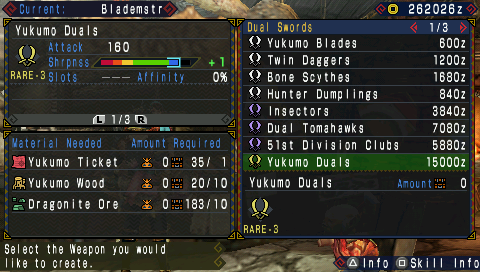 Current: Blademstr
262026z
Yukumo Duals
Attack 160
Shrpnss +1
RARE-3 Slots --- Affinity 0%
L 1/3 R
Material Needed Amount Required
Yukumo Ticket 0 35/ 1
Yukumo Wood 0 20/10
Dragonite Ore 0 183/10
Select the Weapon you would
like to create.
Dual Swords 1/3
Yukumo Blades 600z
Twin Daggers 1200z
Bone Scythes 1680z
Hunter Dumplings 840z
Insectors 3840z
Dual Tomahawks 7080z
51st Division Clubs 5880z
Yukumo Duals 15000z
Yukumo Duals Amount 0
RARE-3
Info Skill Info